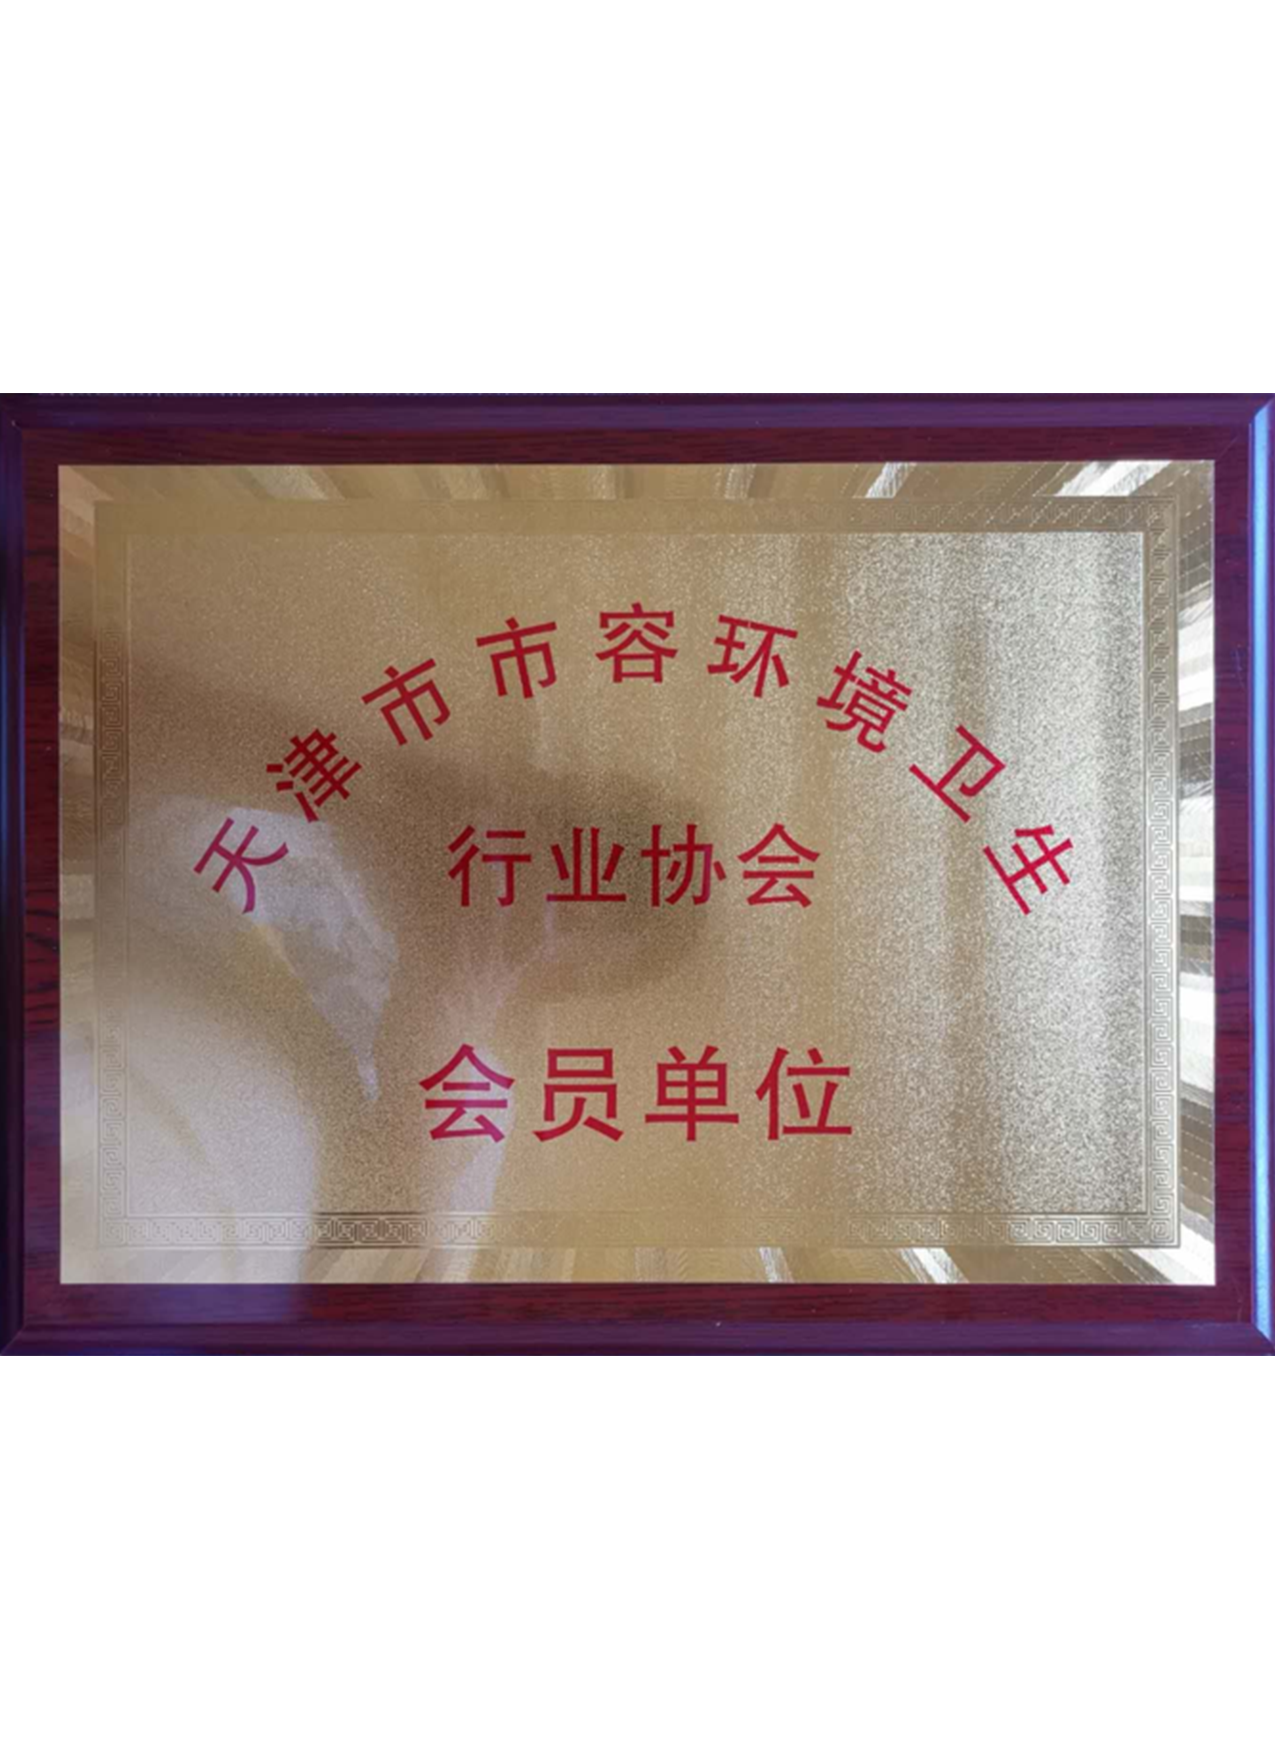 天津市市容环境卫生
行业协会
会员单位